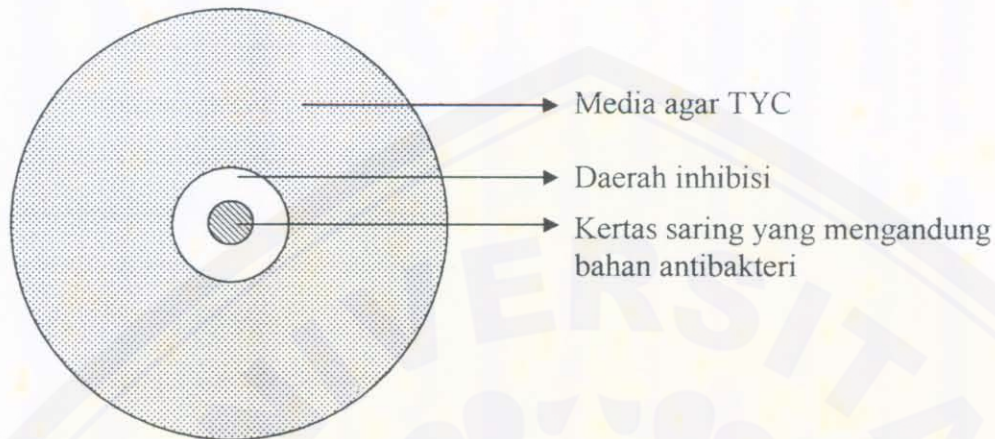 Media agar TYC
Daerah inhibisi
Kertas saring yang mengandung
bahan antibakteri